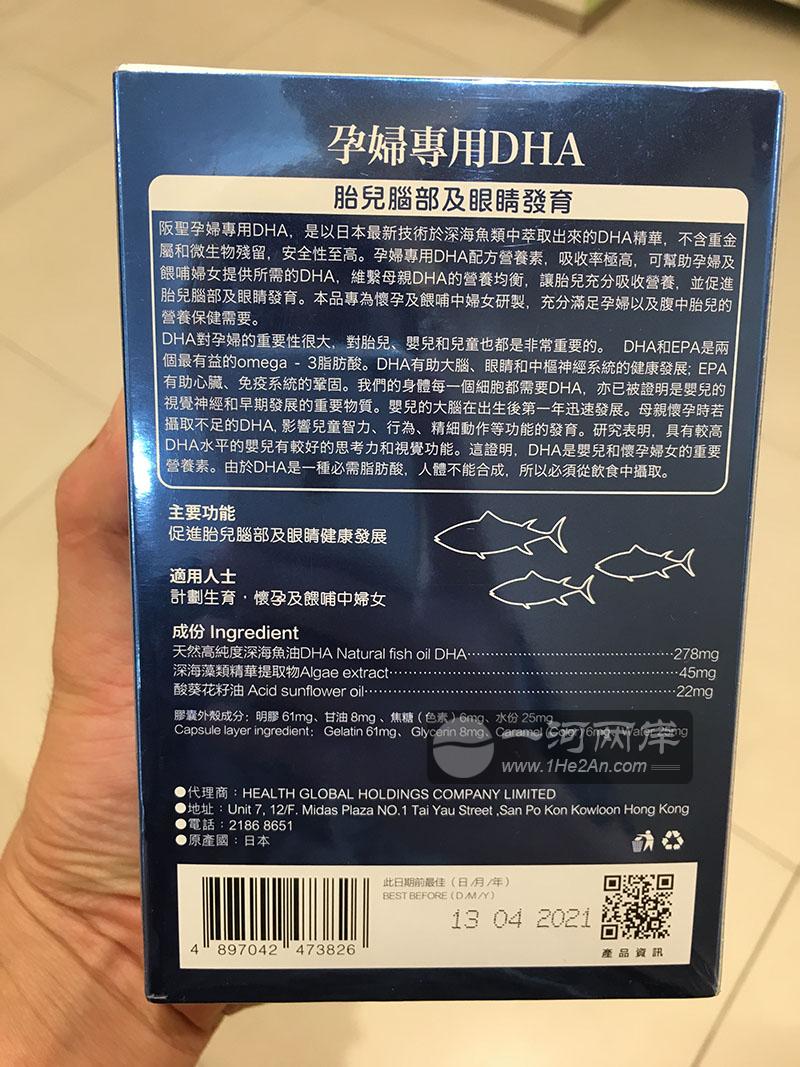 孕婦專用DHA
胎兒腦部及眼睛發育
阪聖孕婦專用DHA，是以日本最新技術於深海魚類中萃取出來的DHA精華，不含重金
屬和微生物殘留，安全性至高。孕婦專用DHA配方營養素，吸收率極高，可幫助孕婦及
餵哺婦女提供所需的DHA，維繫母親DHA的營養均衡，讓胎兒充分吸收營養，並促進
胎兒腦部及眼睛發育。本品專為懷孕及餵哺中婦女研製，充分滿足孕婦以及腹中胎兒的
營養保健需要。
DHA對孕婦的重要性很大，對胎兒、嬰兒和兒童也都是非常重要的。 DHA和EPA是兩
個最有益的omega - 3脂肪酸。DHA有助大腦、眼睛和中樞神經系統的健康發展; EPA
有助心臟、免疫系統的鞏固。我們的身體每一個細胞都需要DHA，亦已被證明是嬰兒的
視覺神經和早期發展的重要物質。嬰兒的大腦在出生後第一年迅速發展。母親懷孕時若
攝取不足的DHA, 影響兒童智力、行為、精細動作等功能的發育。研究表明，具有較高
DHA水平的嬰兒有較好的思考力和視覺功能。這證明，DHA是嬰兒和懷孕婦女的重要
營養素。由於DHA是一種必需脂肪酸，人體不能合成，所以必須從飲食中攝取。
主要功能
促進胎兒腦部及眼睛健康發展
適用人士
計劃生育·懷孕及餵哺中婦女
成份 Ingredient
天然高純度深海魚油DHA Natural fish oil DHA 278mg
深海藻類精華提取物Algae extract 45mg
酸葵花籽油 Acid sunflower oil 22mg
膠囊外殼成分：明膠 61mg、甘油 8mg 、焦糖（色素）6mg、水份 25mg
Capsule layer ingredient： Gelatin 61mg、 Glycerin 8mg、Caramel (Color) 6mg、Water 25mg
一河两岸
www.1He2An.com
●代理商：HEALTH GLOBAL HOLDINGS COMPANY LIMITED
●地址：Unit 7, 12/F. Midas Plaza NO.1 Tai Yau Street ,San Po Kon Kowloon Hong Kong
●電話：2186 8651
●原產國：日本
此日期前最佳（日/月/年）
BEST BEFORE（D/M/Y）
13 04 2021
4 897042 473826
產品資訊